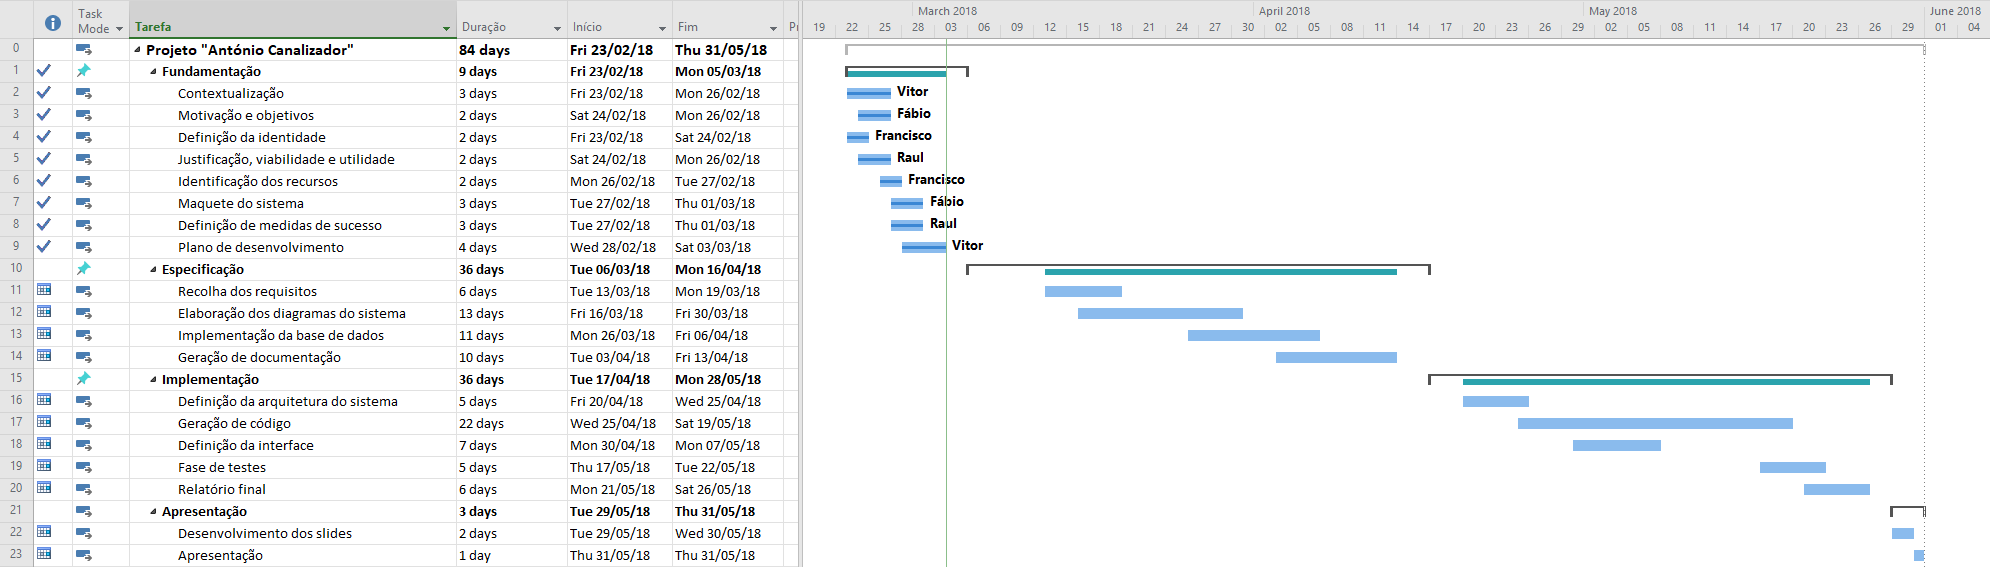 March 2018 April 2018 May 2018 June 2018
Task Mode Tarefa Duração Início Fim Pr 19 22 25 28 03 06 09 12 15 18 21 24 27 30 02 05 08 11 14 17 20 23 26 29 02 05 08 11 14 17 20 23 26 29 01 04
0 Projeto "António Canalizador" 84 days Fri 23/02/18 Thu 31/05/18
1 Fundamentação 9 days Fri 23/02/18 Mon 05/03/18
2 Contextualização 3 days Fri 23/02/18 Mon 26/02/18 Vitor
3 Motivação e objetivos 2 days Sat 24/02/18 Mon 26/02/18 Fábio
4 Definição da identidade 2 days Fri 23/02/18 Sat 24/02/18 Francisco
5 Justificação, viabilidade e utilidade 2 days Sat 24/02/18 Mon 26/02/18 Raul
6 Identificação dos recursos 2 days Mon 26/02/18 Tue 27/02/18 Francisco
7 Maquete do sistema 3 days Tue 27/02/18 Thu 01/03/18 Fábio
8 Definição de medidas de sucesso 3 days Tue 27/02/18 Thu 01/03/18 Raul
9 Plano de desenvolvimento 4 days Wed 28/02/18 Sat 03/03/18 Vitor
10 Especificação 36 days Tue 06/03/18 Mon 16/04/18
11 Recolha dos requisitos 6 days Tue 13/03/18 Mon 19/03/18
12 Elaboração dos diagramas do sistema 13 days Fri 16/03/18 Fri 30/03/18
13 Implementação da base de dados 11 days Mon 26/03/18 Fri 06/04/18
14 Geração de documentação 10 days Tue 03/04/18 Fri 13/04/18
15 Implementação 36 days Tue 17/04/18 Mon 28/05/18
16 Definição da arquitetura do sistema 5 days Fri 20/04/18 Wed 25/04/18
17 Geração de código 22 days Wed 25/04/18 Sat 19/05/18
18 Definição da interface 7 days Mon 30/04/18 Mon 07/05/18
19 Fase de testes 5 days Thu 17/05/18 Tue 22/05/18
20 Relatório final 6 days Mon 21/05/18 Sat 26/05/18
21 Apresentação 3 days Tue 29/05/18 Thu 31/05/18
22 Desenvolvimento dos slides 2 days Tue 29/05/18 Wed 30/05/18
23 Apresentação 1 day Thu 31/05/18 Thu 31/05/18